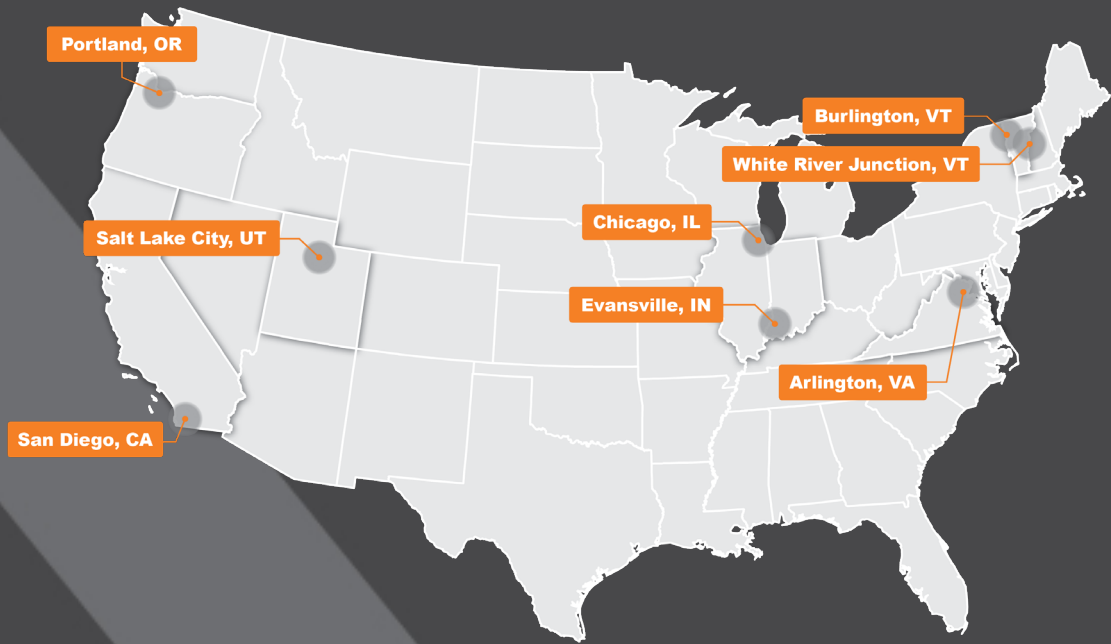 Portland, OR
Burlington, VT
White River Junction, VT
Chicago, IL
Salt Lake City, UT
Evansville, IN
Arlington, VA
San Diego, CA